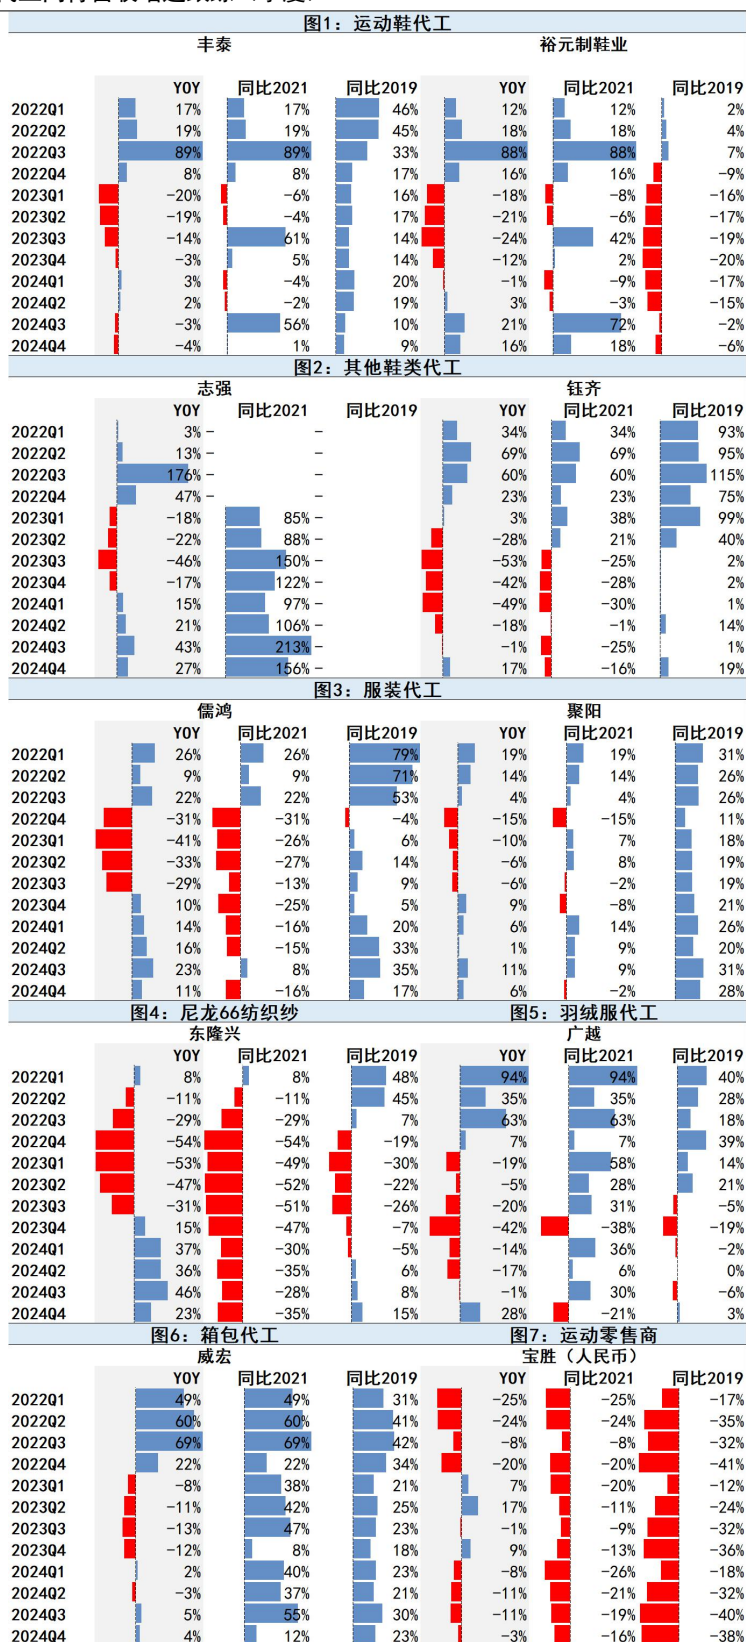 图1：运动鞋代工
丰泰 裕元制鞋业
YOY 同比2021 同比2019 YOY 同比2021 同比2019
2022Q1 17% 17% 46% 12% 12% 2%
2022Q2 19% 19% 45% 18% 18% 4%
2022Q3 89% 89% 33% 88% 88% 7%
2022Q4 8% 8% 17% 16% 16% -9%
2023Q1 -20% -6% 16% -18% -8% -16%
2023Q2 -19% -4% 17% -21% -6% -17%
2023Q3 -14% 61% 14% -24% 42% -19%
2023Q4 -3% 5% 14% -12% 2% -20%
2024Q1 3% -4% 20% -1% -9% -17%
2024Q2 2% -2% 19% 3% -3% -15%
2024Q3 -3% 56% 10% 21% 72% -2%
2024Q4 -4% 1% 9% 16% 18% -6%
图2：其他鞋类代工
志强 钰齐
YOY 同比2021 同比2019 YOY 同比2021 同比2019
2022Q1 3% - - 34% 34% 93%
2022Q2 13% - - 69% 69% 95%
2022Q3 176% - - 60% 60% 115%
2022Q4 47% - - 23% 23% 75%
2023Q1 -18% 85% - 3% 38% 99%
2023Q2 -22% 88% - -28% 21% 40%
2023Q3 -46% 150% - -53% -25% 2%
2023Q4 -17% 122% - -42% -28% 2%
2024Q1 15% 97% - -49% -30% 1%
2024Q2 21% 106% - -18% -1% 14%
2024Q3 43% 213% - -1% -25% 1%
2024Q4 27% 156% - 17% -16% 19%
图3：服装代工
儒鸿 聚阳
YOY 同比2021 同比2019 YOY 同比2021 同比2019
2022Q1 26% 26% 79% 19% 19% 31%
2022Q2 9% 9% 71% 14% 14% 26%
2022Q3 22% 22% 53% 4% 4% 26%
2022Q4 -31% -31% -4% -15% -15% 11%
2023Q1 -41% -26% 6% -10% 7% 18%
2023Q2 -33% -27% 14% -6% 8% 19%
2023Q3 -29% -13% 9% -6% -2% 19%
2023Q4 10% -25% 5% 9% -8% 21%
2024Q1 14% -16% 20% 6% 14% 26%
2024Q2 16% -15% 33% 1% 9% 20%
2024Q3 23% 8% 35% 11% 9% 31%
2024Q4 11% -16% 17% 6% -2% 28%
图4：尼龙66纺织纱 图5：羽绒服代工
东隆兴 广越
YOY 同比2021 同比2019 YOY 同比2021 同比2019
2022Q1 8% 8% 48% 94% 94% 40%
2022Q2 -11% -11% 45% 35% 35% 28%
2022Q3 -29% -29% 7% 63% 63% 18%
2022Q4 -54% -54% -19% 7% 7% 39%
2023Q1 -53% -49% -30% -19% 58% 14%
2023Q2 -47% -52% -22% -5% 28% 21%
2023Q3 -31% -51% -26% -20% 31% -5%
2023Q4 15% -47% -7% -42% -38% -19%
2024Q1 37% -30% -5% -14% 36% -2%
2024Q2 36% -35% 6% -17% 6% 0%
2024Q3 46% -28% 8% -1% 30% -6%
2024Q4 23% -35% 15% 28% -21% 3%
图6：箱包代工 图7：运动零售商
威宏 宝胜（人民币）
YOY 同比2021 同比2019 YOY 同比2021 同比2019
2022Q1 49% 49% 31% -25% -25% -17%
2022Q2 60% 60% 41% -24% -24% -35%
2022Q3 69% 69% 42% -8% -8% -32%
2022Q4 22% 22% 34% -20% -20% -41%
2023Q1 -8% 38% 21% 7% -20% -12%
2023Q2 -11% 42% 25% 17% -11% -24%
2023Q3 -13% 47% 23% -1% -9% -32%
2023Q4 -12% 8% 18% 9% -13% -36%
2024Q1 2% 40% 23% -8% -26% -18%
2024Q2 -3% 37% 21% -11% -21% -32%
2024Q3 5% 55% 30% -11% -19% -40%
2024Q4 4% 12% 23% -3% -16% -38%